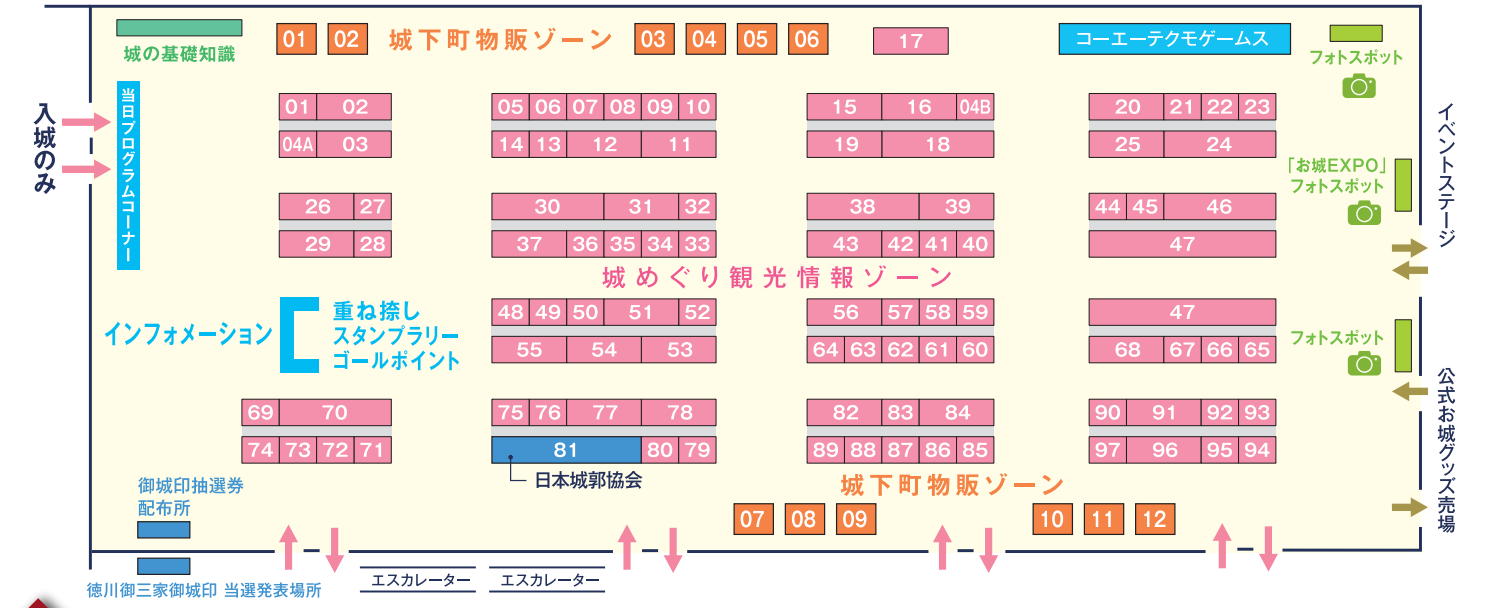 城の基礎知識
01 02 城下町物販ゾーン 03 04 05 06 17
コーエーテクモゲームス
フォトスポット
入城のみ
当日プログラムコーナー
01 02
04A 03
05 06 07 08 09 10
14 13 12 11
15 16 04B
19 18
20 21 22 23
25 24
イベントステージ
「お城EXPO」
フォトスポット
26 27
29 28
30 31 32
37 36 35 34 33
38 39
43 42 41 40
44 45 46
47
城めぐり観光情報ゾーン
インフォメーション
重ね捺し
スタンプラリー
ゴールポイント
48 49 50 51 52
55 54 53
56 57 58 59
64 63 62 61 60
47
68 67 66 65
フォトスポット
公式お城グッズ売場
69 70
74 73 72 71
75 76 77 78
81 80 79
日本城郭協会
82 83 84
89 88 87 86 85
90 91 92 93
97 96 95 94
城下町物販ゾーン
07 08 09 10 11 12
御城印抽選券
配布所
徳川御三家御城印 当選発表場所
エスカレーター エスカレーター